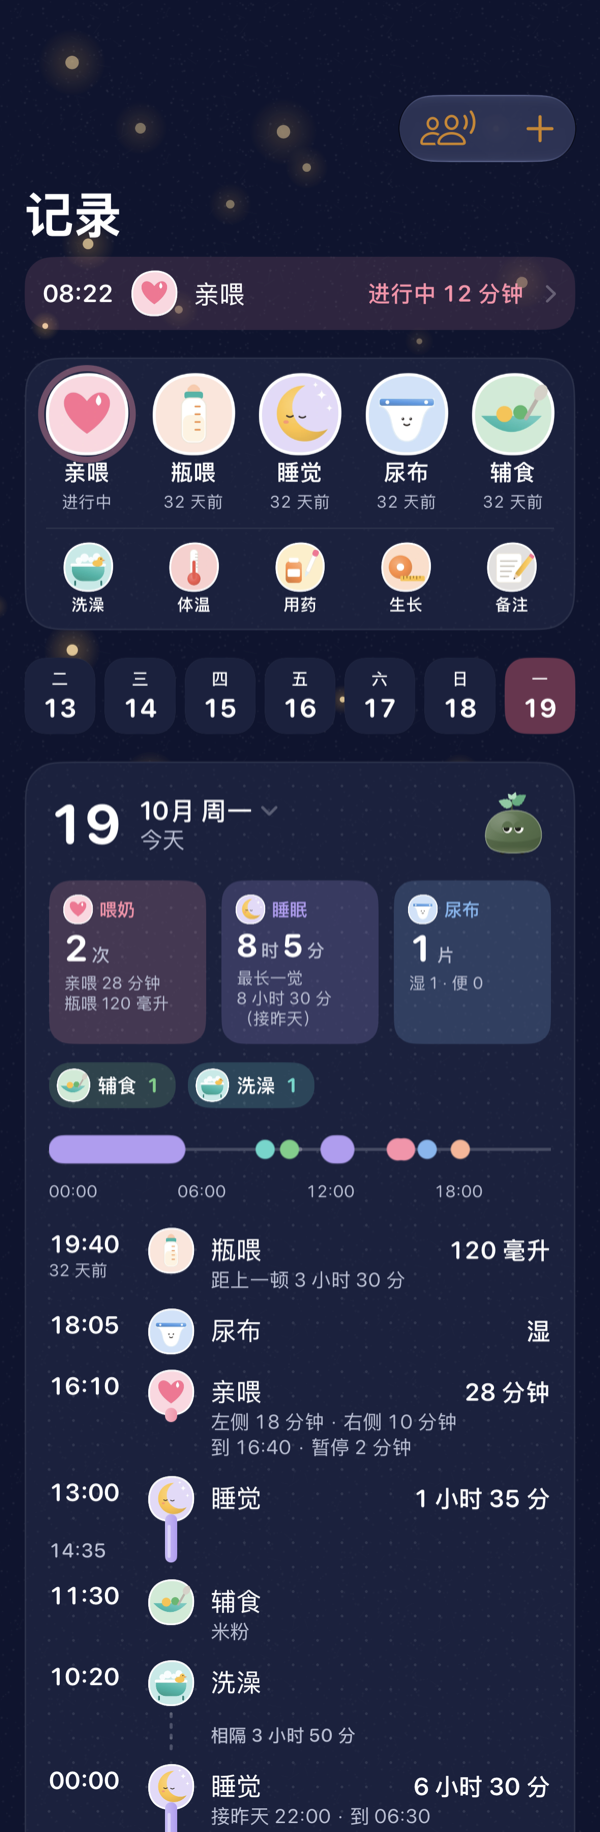 记录
08:22 亲喂 进行中 12 分钟
亲喂 瓶喂 睡觉 尿布 辅食
进行中 32 天前 32 天前 32 天前 32 天前
洗澡 体温 用药 生长 备注
二 三 四 五 六 日 一
13 14 15 16 17 18 19
19 10月 周一
今天
喂奶
2 次
亲喂 28 分钟
瓶喂 120 毫升
睡眠
8 时 5 分
最长一觉
8 小时 30 分
（接昨天）
尿布
1 片
湿 1 · 便 0
辅食 1 洗澡 1
00:00 06:00 12:00 18:00
19:40 瓶喂 120 毫升
32 天前 距上一顿 3 小时 30 分
18:05 尿布 湿
16:10 亲喂 28 分钟
左侧 18 分钟 · 右侧 10 分钟
到 16:40 · 暂停 2 分钟
13:00 睡觉 1 小时 35 分
14:35
11:30 辅食
米粉
10:20 洗澡
相隔 3 小时 50 分
00:00 睡觉 6 小时 30 分
接昨天 22:00 · 到 06:30